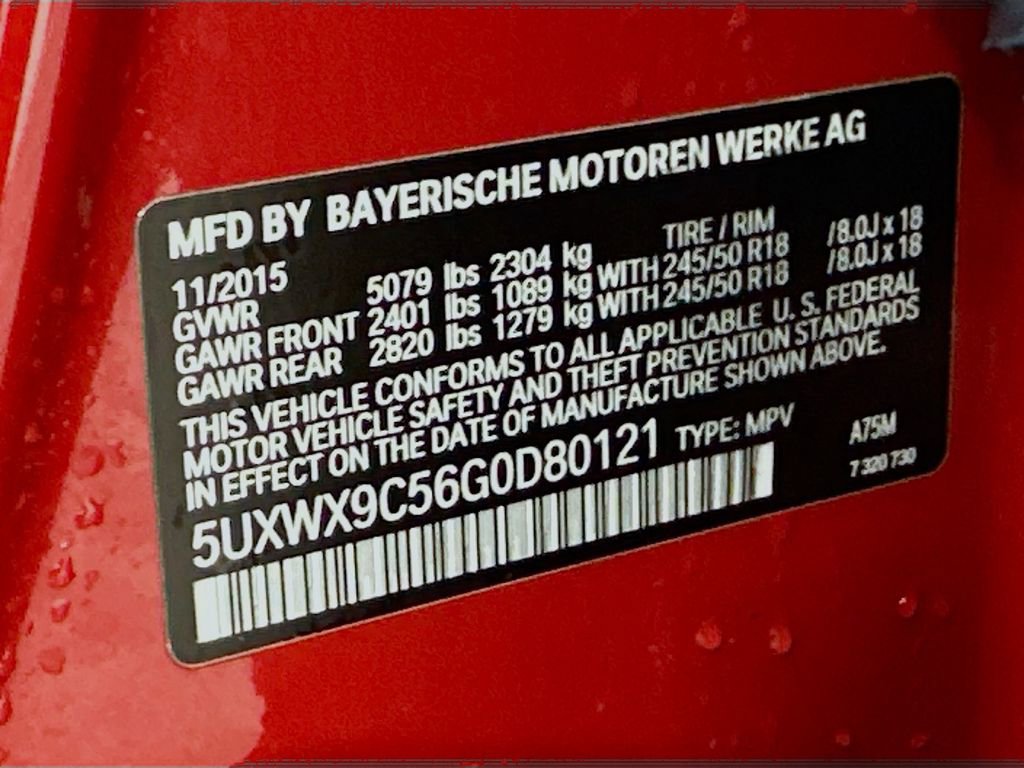 MFD BY BAYERISCHE MOTOREN WERKE AG
11/2015 TIRE / RIM
GVWR 5079 lbs 2304 kg
GAWR FRONT 2401 lbs 1089 kg WITH 245/50 R18 /8.0J x 18
GAWR REAR 2820 lbs 1279 kg WITH 245/50 R18 /8.0J x 18
THIS VEHICLE CONFORMS TO ALL APPLICABLE U. S. FEDERAL
MOTOR VEHICLE SAFETY AND THEFT PREVENTION STANDARDS
IN EFFECT ON THE DATE OF MANUFACTURE SHOWN ABOVE.
5UXWX9C56G0D80121 TYPE: MPV A75M
7 320 730